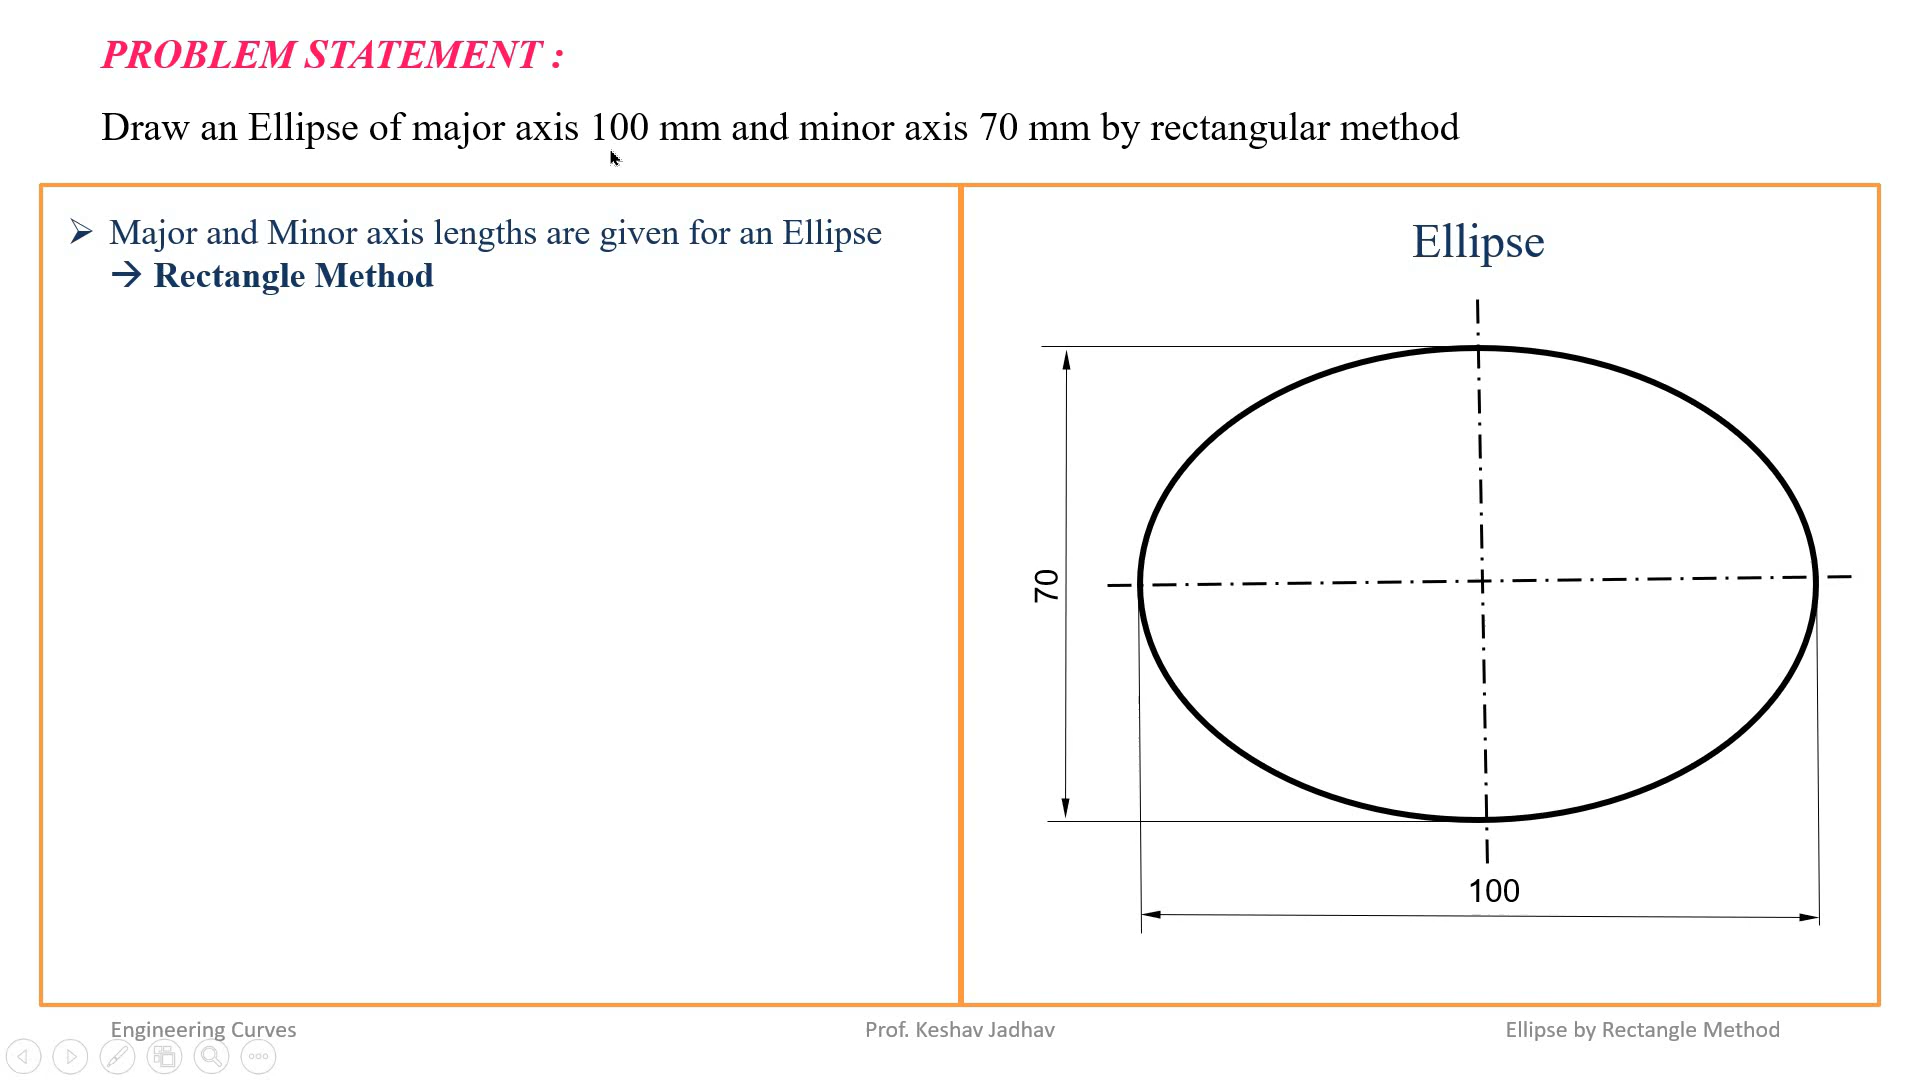 PROBLEM STATEMENT :
Draw an Ellipse of major axis 100 mm and minor axis 70 mm by rectangular method
➢ Major and Minor axis lengths are given for an Ellipse
→ Rectangle Method
Ellipse
70
100
Engineering Curves
Prof. Keshav Jadhav
Ellipse by Rectangle Method